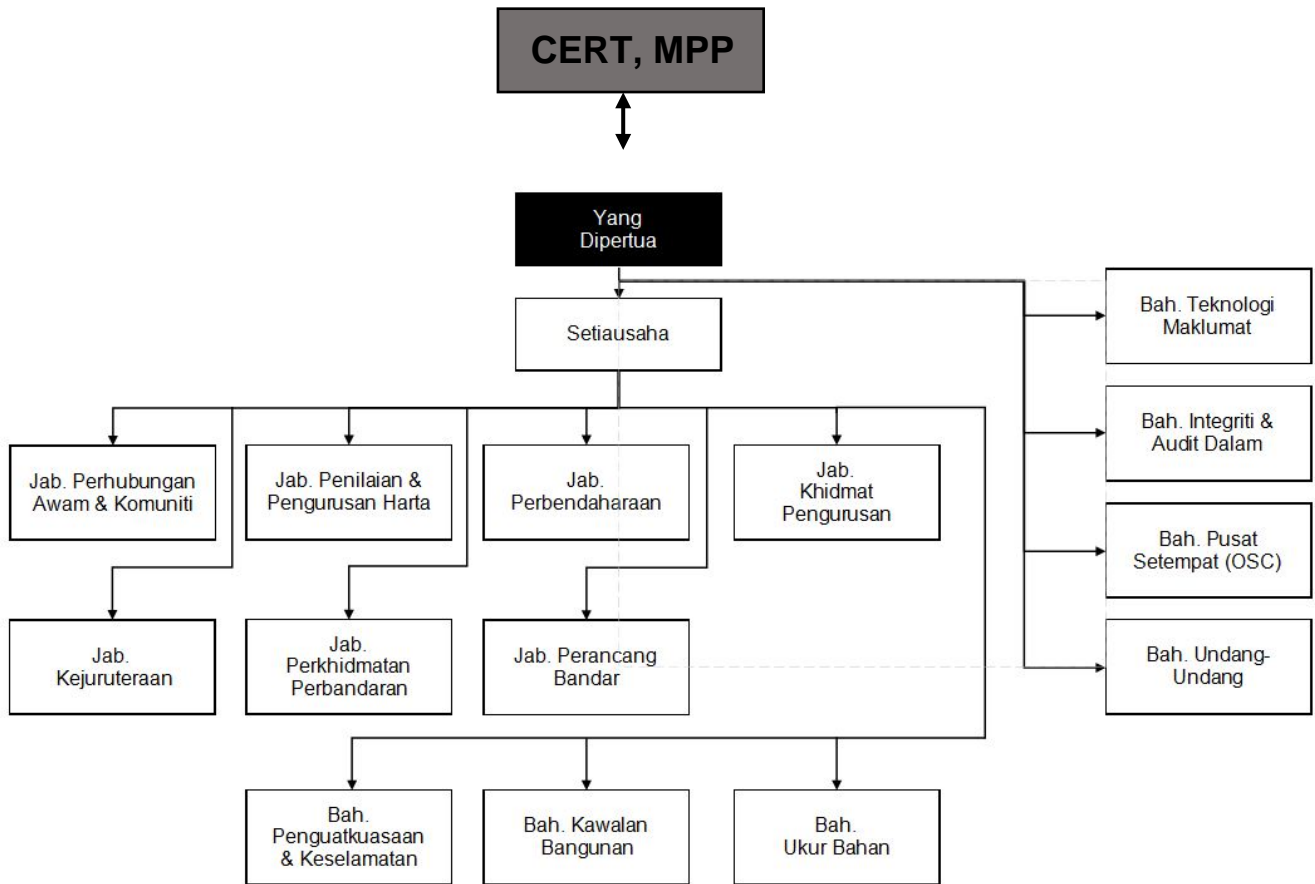 CERT, MPP
Yang
Dipertua
Setiausaha
Bah. Teknologi
Maklumat
Bah. Integriti &
Audit Dalam
Bah. Pusat
Setempat (OSC)
Bah. Undang-
Undang
Jab. Perhubungan
Awam & Komuniti
Jab. Penilaian &
Pengurusan Harta
Jab.
Perbendaharaan
Jab.
Khidmat
Pengurusan
Jab.
Kejuruteraan
Jab.
Perkhidmatan
Perbandaran
Jab. Perancang
Bandar
Bah.
Penguatkuasaan
& Keselamatan
Bah. Kawalan
Bangunan
Bah.
Ukur Bahan